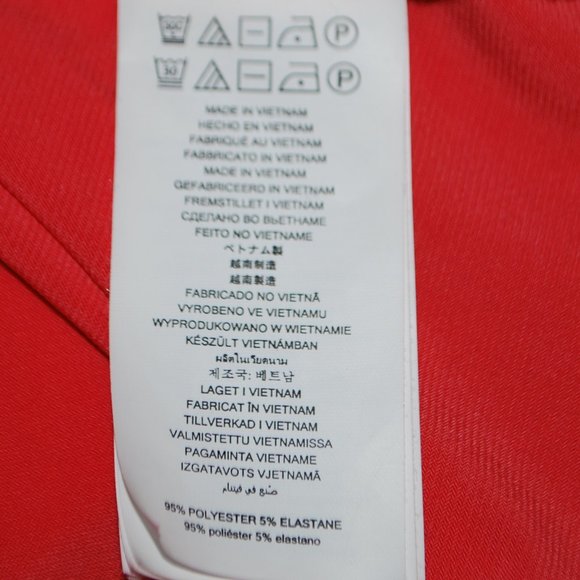 P
30 P
MADE IN VIETNAM
HECHO EN VIETNAM
FABRIQUÉ AU VIETNAM
FABBRICATO IN VIETNAM
MADE IN VIETNAM
GEFABRICEERD IN VIETNAM
FREMSTILLET I VIETNAM
СДЕЛАНО ВО ВЬЕТНАМЕ
FEITO NO VIETNAME
ベトナム製
越南制造
越南製造
FABRICADO NO VIETNÃ
VYROBENO VE VIETNAMU
WYPRODUKOWANO W WIETNAMIE
KÉSZÜLT VIETNÁMBAN
ผลิตในเวียดนาม
제조국: 베트남
LAGET I VIETNAM
FABRICAT ÎN VIETNAM
TILLVERKAD I VIETNAM
VALMISTETTU VIETNAMISSA
PAGAMINTA VIETNAME
IZGATAVOTS VJETNAMĀ
صُنع في فيتنام
95% POLYESTER 5% ELASTANE
95% poliéster 5% elastano